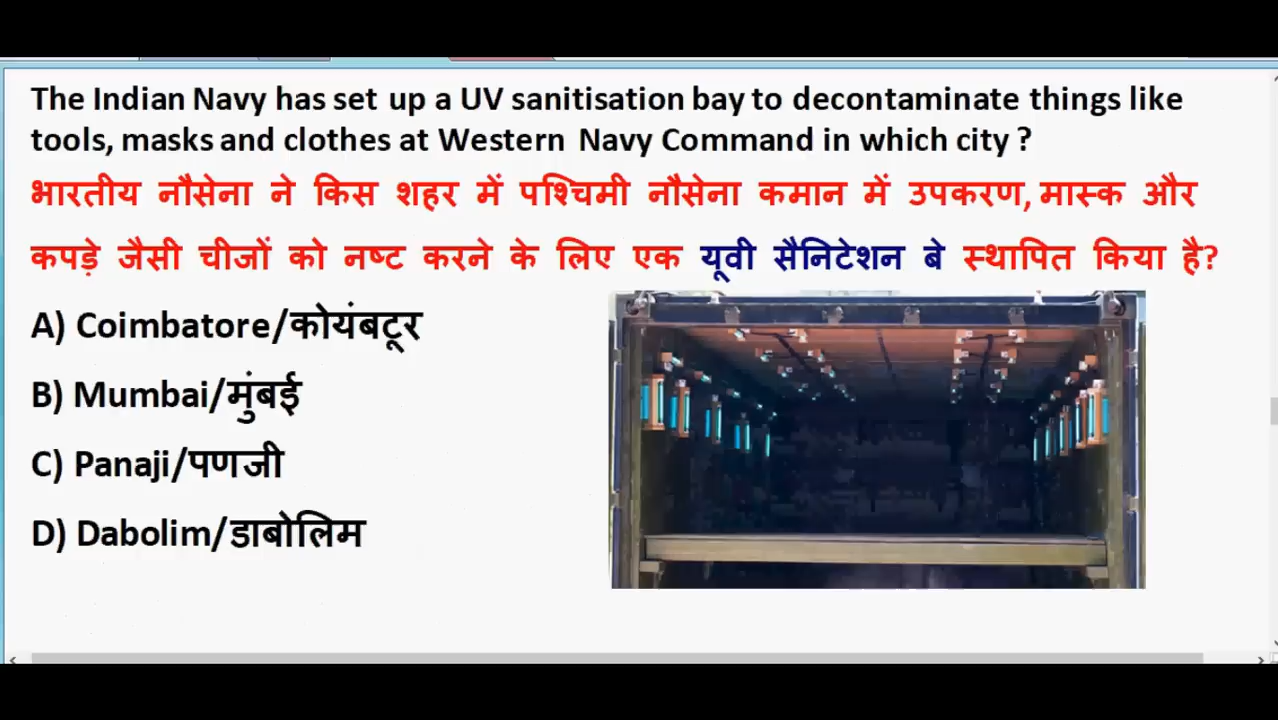 The Indian Navy has set up a UV sanitisation bay to decontaminate things like
tools, masks and clothes at Western Navy Command in which city ?
भारतीय नौसेना ने किस शहर में पश्चिमी नौसेना कमान में उपकरण, मास्क और
कपड़े जैसी चीजों को नष्ट करने के लिए एक यूवी सैनिटेशन बे स्थापित किया है?
A) Coimbatore/कोयंबटूर
B) Mumbai/मुंबई
C) Panaji/पणजी
D) Dabolim/डाबोलिम